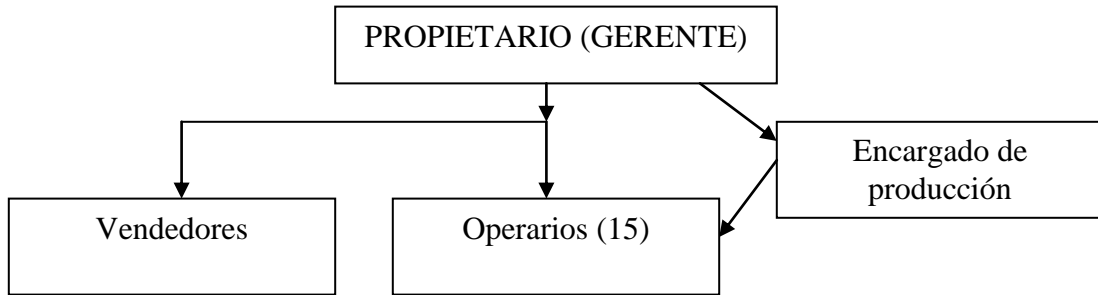 PROPIETARIO (GERENTE)
Encargado de
producción
Vendedores
Operarios (15)